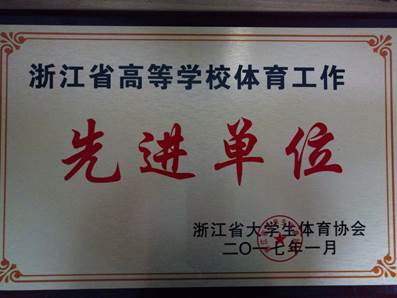 浙江省高等学校体育工作
先进单位
浙江省大学生体育协会
二〇一七年一月